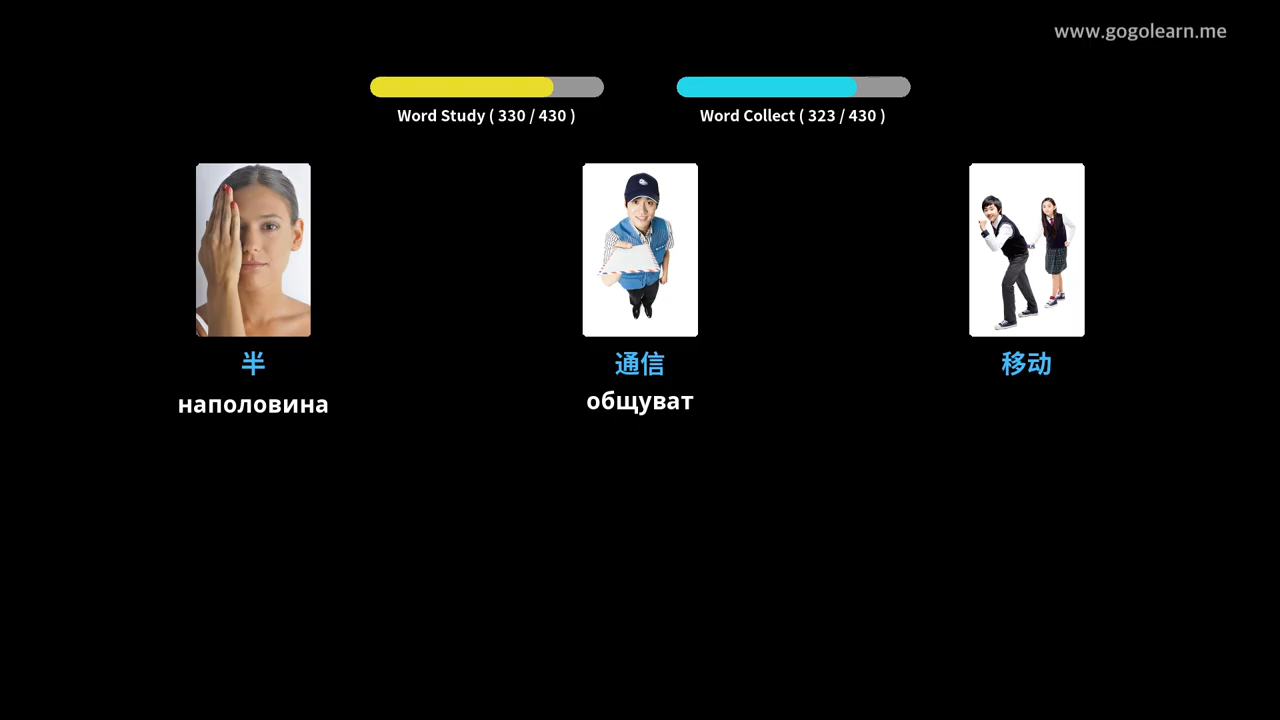 www.gogolearn.me
Word Study ( 330 / 430 )
Word Collect ( 323 / 430 )
半
通信
移动
наполовина
общуват